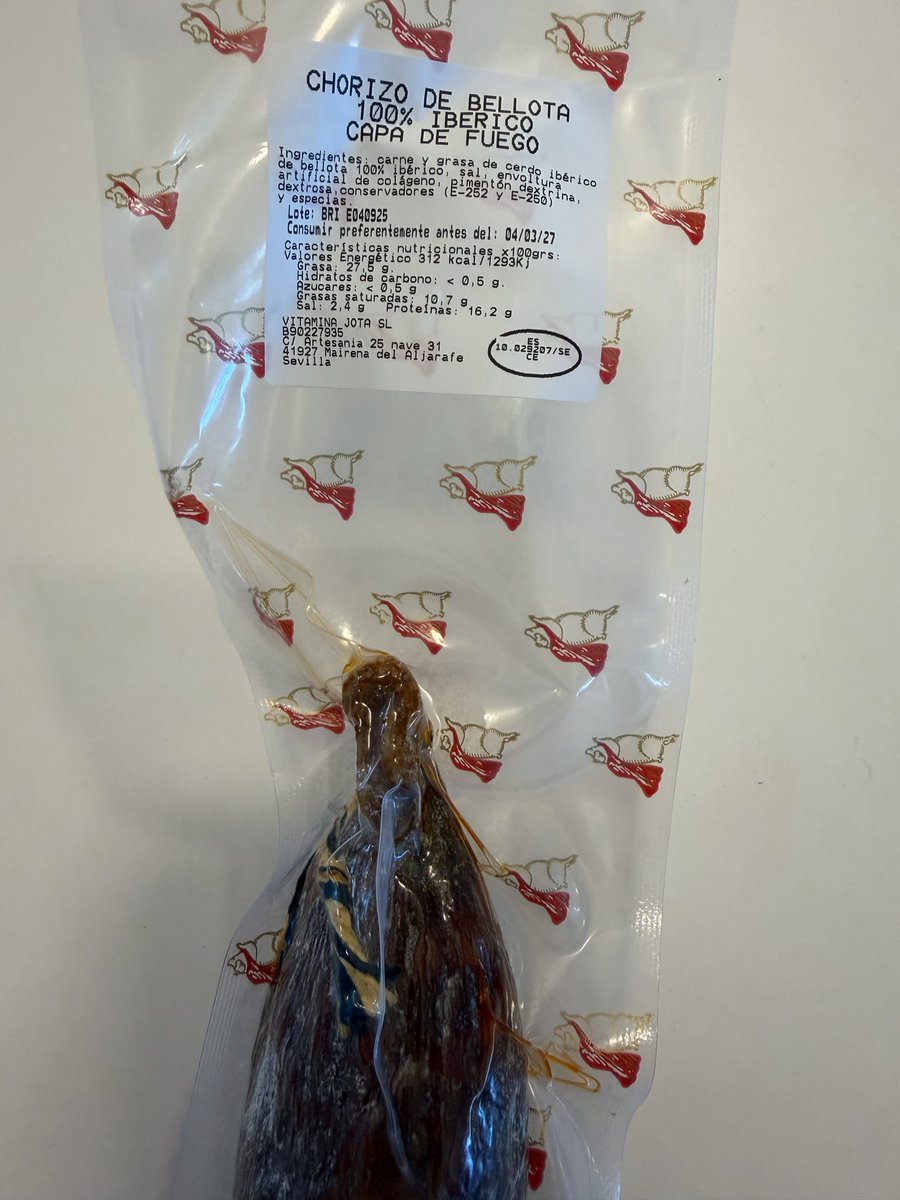 CHORIZO DE BELLOTA
100% IBERICO
CAPA DE FUEGO
Ingredientes: carne y grasa de cerdo ibérico
de bellota 100% ibérico, sal, envoltura
artificial de colágeno, pimentón dextrina,
dextrosa,conservadores (E-252 y E-250)
y especias.
Lote: BRI E040925
Consumir preferentemente antes del: 04/03/27
Características nutricionales x100grs:
Valores Energético 312 kcal/1293Kj
Grasa: 27,5 g.
Hidratos de carbono: < 0,5 g.
Azucares: < 0,5 g
Grasas saturadas: 10,7 g
Sal: 2,4 g Proteínas: 16,2 g
VITAMINA JOTA SL
B90227935
C/ Artesania 25 nave 31
41927 Mairena del Aljarafe
Sevilla
ES
10.029207/SE
CE